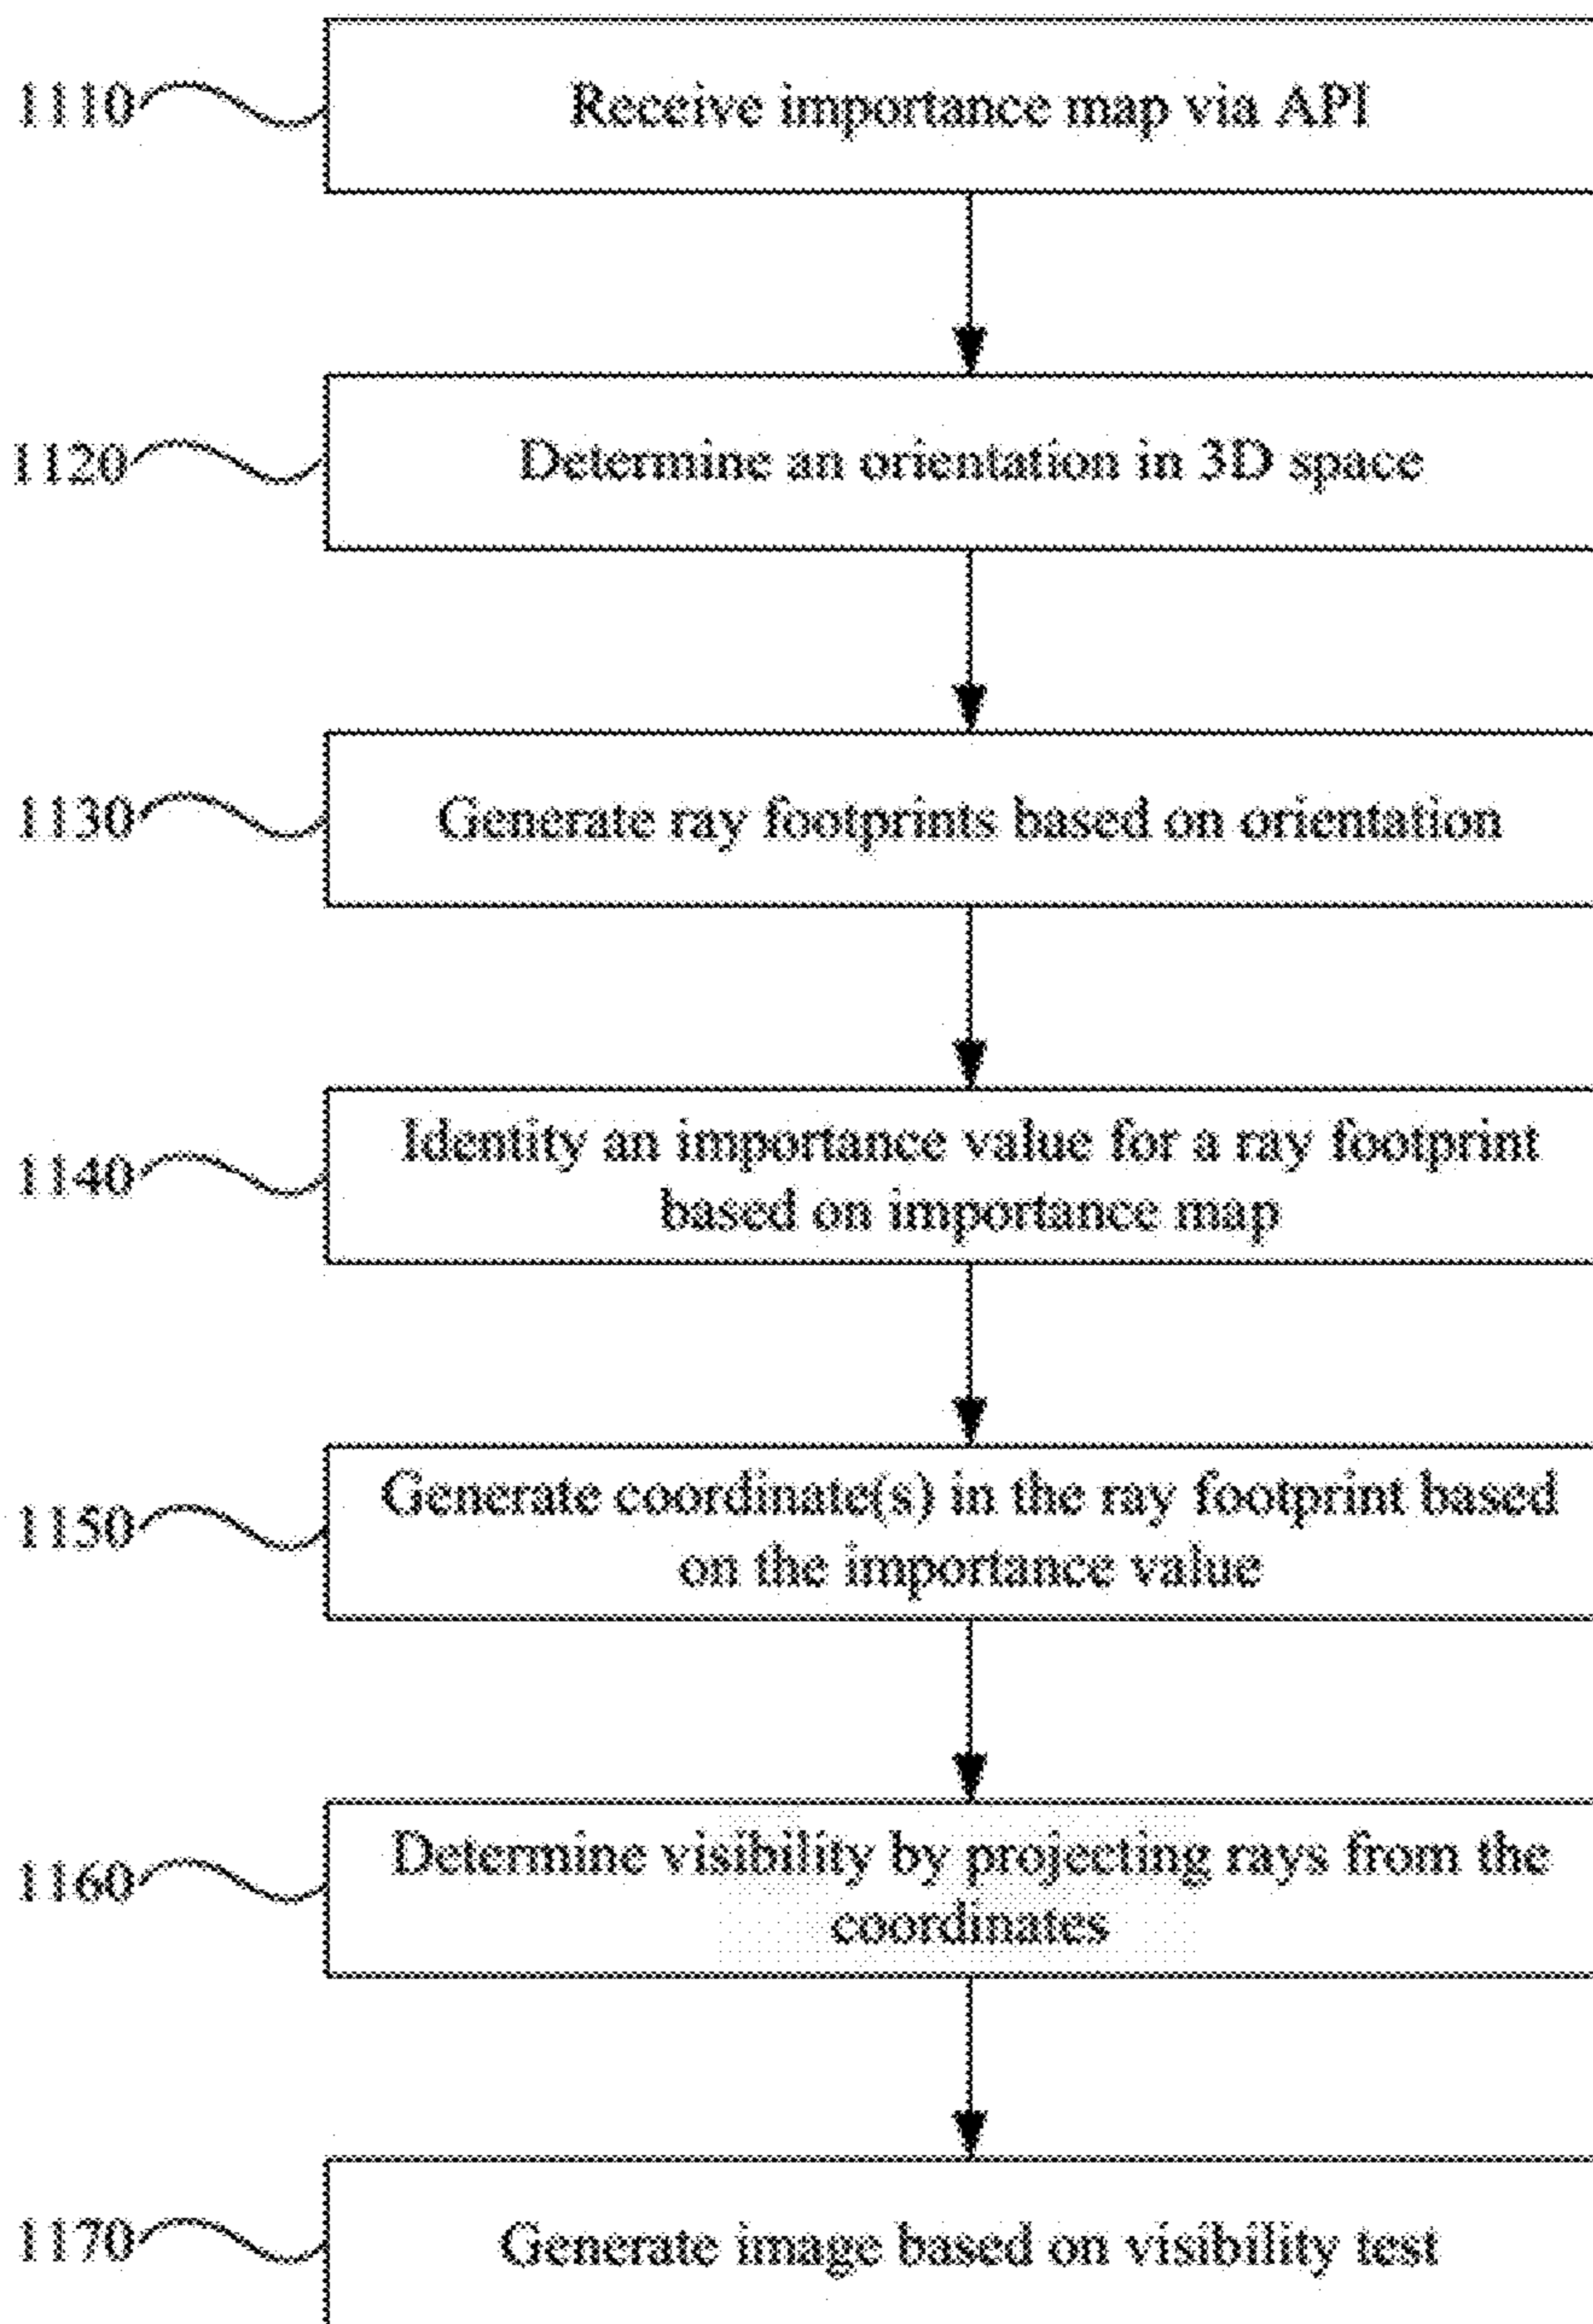 1110 Receive importance map via API
1120 Determine an orientation in 3D space
1130 Generate ray footprints based on orientation
1140 Identity an importance value for a ray footprint
based on importance map
1150 Generate coordinate(s) in the ray footprint based
on the importance value
1160 Determine visibility by projecting rays from the
coordinates
1170 Generate image based on visibility test